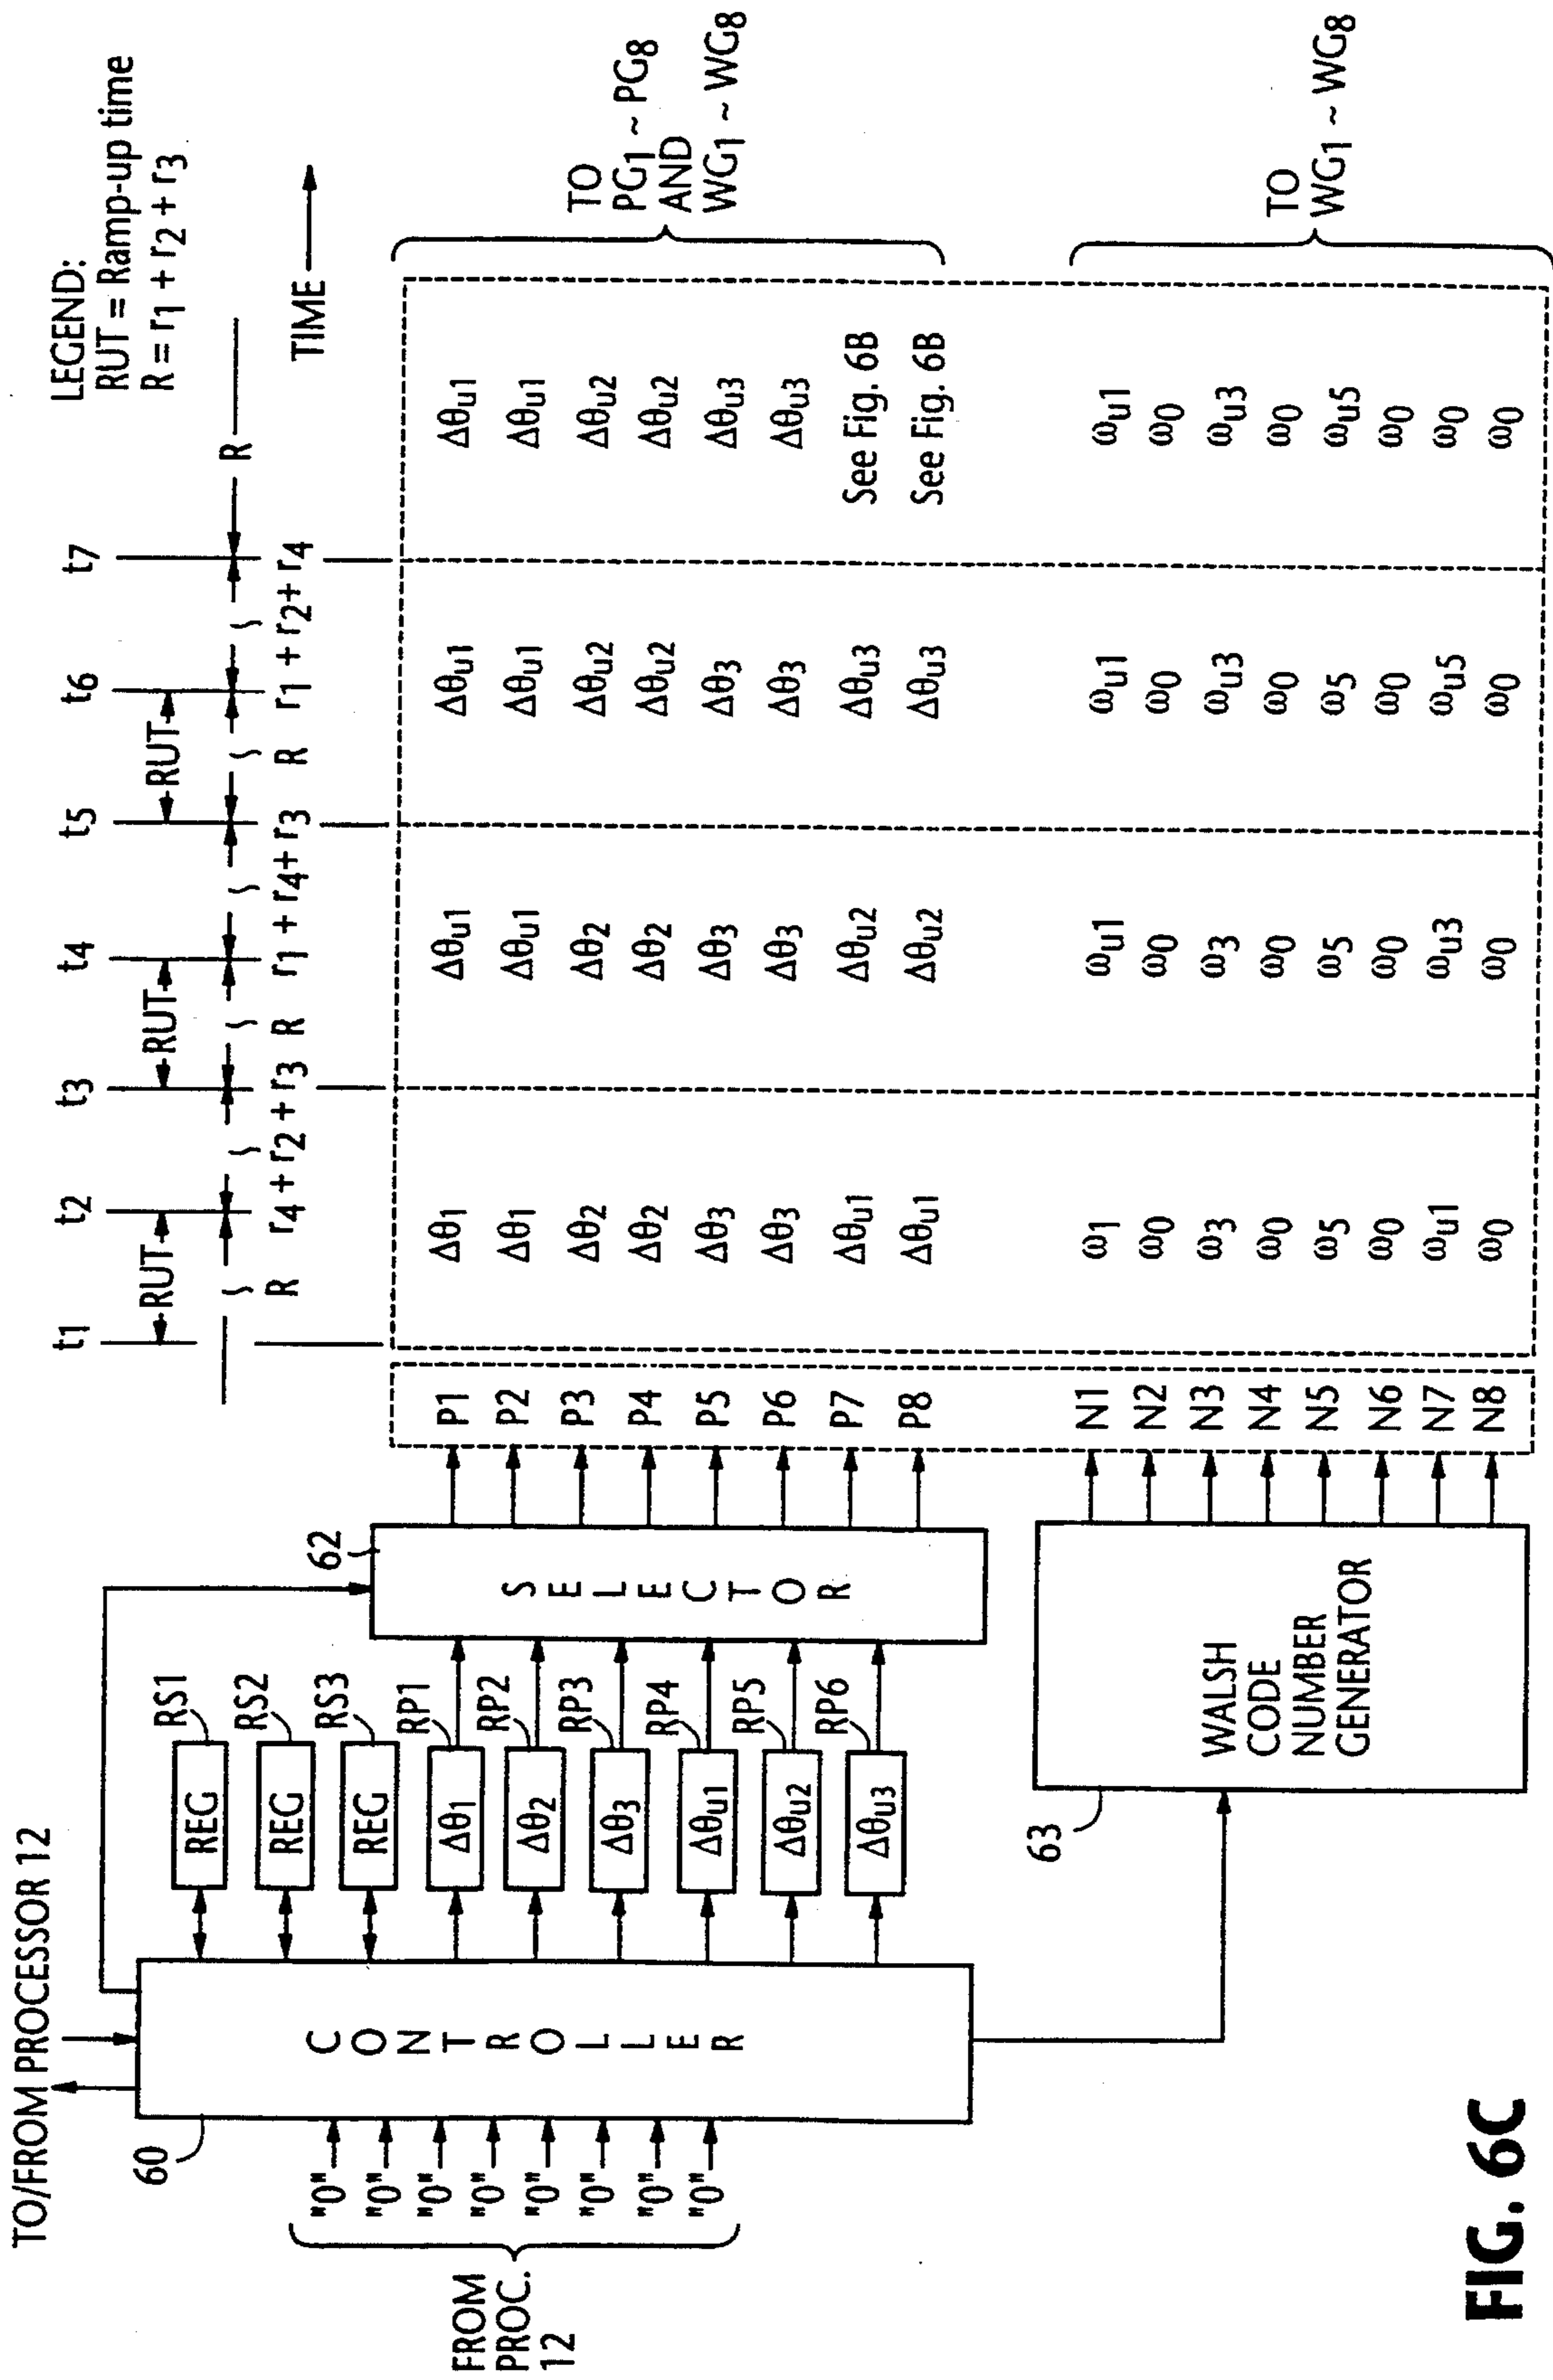 LEGEND:
RUT = Ramp-up time
R = r1 + r2 + r3
TIME
t1 t2 t3 t4 t5 t6 t7
RUT RUT RUT
R r4 + r2 + r3 R r1 + r4 + r3 R r1 + r2 + r4 R
TO/FROM PROCESSOR 12
60
FROM
PROC.
12
"0"
"0"
"0"
"0"
"0"
"0"
"0"
"0"
CONTROLLER
REG RS1
REG RS2
REG RS3
Δθ1 RP1
Δθ2 RP2
Δθ3 RP3
Δθu1 RP4
Δθu2 RP5
Δθu3 RP6
62
SELECTOR
63
WALSH
CODE
NUMBER
GENERATOR
P1 Δθ1 Δθu1 Δθu1 Δθu1
P2 Δθ1 Δθu1 Δθu1 Δθu1
P3 Δθ2 Δθ2 Δθu2 Δθu2
P4 Δθ2 Δθ2 Δθu2 Δθu2
P5 Δθ3 Δθ3 Δθ3 Δθu3
P6 Δθ3 Δθ3 Δθ3 Δθu3
P7 Δθu1 Δθu2 Δθu3 See Fig. 6B
P8 Δθu1 Δθu2 Δθu3 See Fig. 6B
TO
PG1 ~ PG8
AND
WG1 ~ WG8
N1 ω1 ωu1 ωu1 ωu1
N2 ω0 ω0 ω0 ω0
N3 ω3 ω3 ωu3 ωu3
N4 ω0 ω0 ω0 ω0
N5 ω5 ω5 ω5 ωu5
N6 ω0 ω0 ω0 ω0
N7 ωu1 ωu3 ωu5 ω0
N8 ω0 ω0 ω0 ω0
TO
WG1 ~ WG8
FIG. 6C